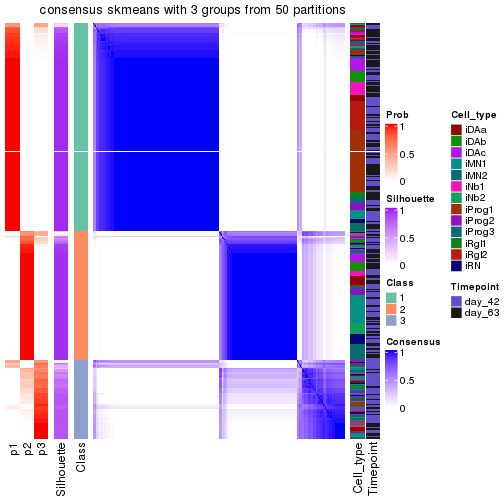 consensus skmeans with 3 groups from 50 partitions
p1
p2
p3
Silhouette
Class
Cell_type
Timepoint
Prob
1
0.5
0
Silhouette
1
0.5
0
Class
1
2
3
Consensus
1
0.5
0
Cell_type
iDAa
iDAb
iDAc
iMN1
iMN2
iNb1
iNb2
iProg1
iProg2
iProg3
iRgl1
iRgl2
iRN
Timepoint
day_42
day_63